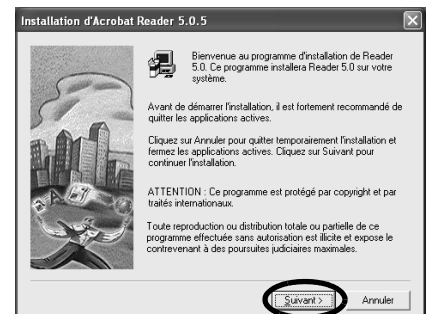 Installation d'Acrobat Reader 5.0.5
Bienvenue au programme d'installation de Reader
5.0. Ce programme installera Reader 5.0 sur votre
système.
Avant de démarrer l'installation, il est fortement recommandé de
quitter les applications actives.
Cliquez sur Annuler pour quitter temporairement l'installation et
fermez les applications actives. Cliquez sur Suivant pour
continuer l'installation.
ATTENTION : Ce programme est protégé par copyright et par
traités internationaux.
Toute reproduction ou distribution totale ou partielle de ce
programme effectuée sans autorisation est illicite et expose le
contrevenant à des poursuites judiciaires maximales.
Suivant >
Annuler